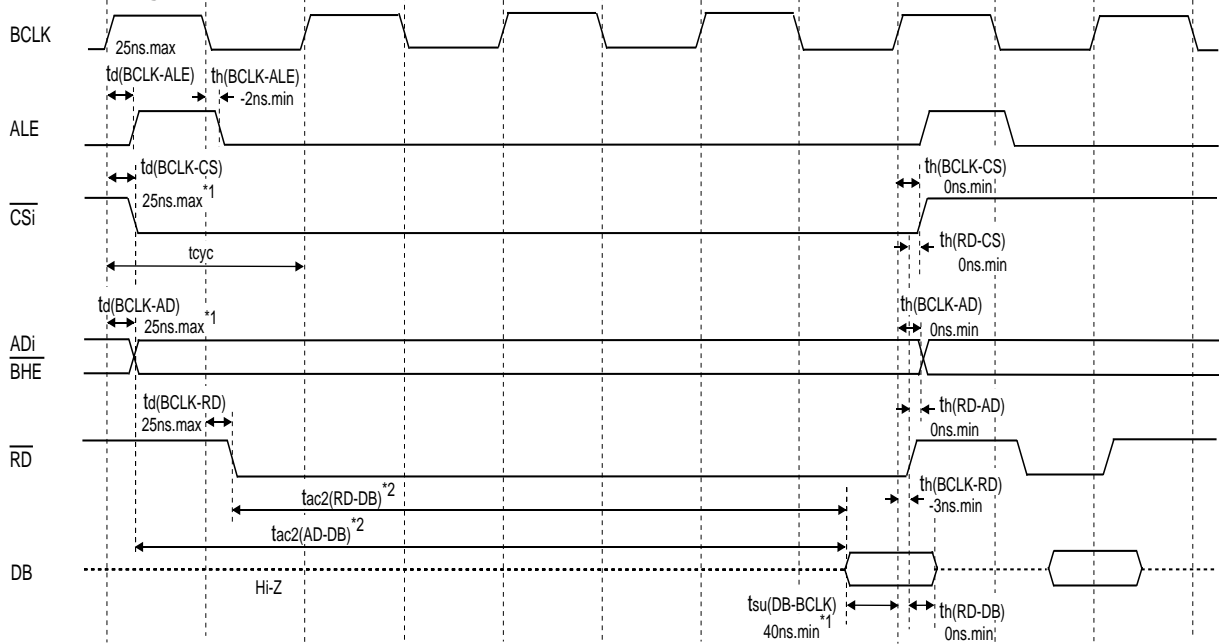 BCLK
25ns.max
td(BCLK-ALE)
th(BCLK-ALE)
-2ns.min
ALE
td(BCLK-CS)
25ns.max*1
th(BCLK-CS)
0ns.min
CSi
tcyc
th(RD-CS)
0ns.min
td(BCLK-AD)
25ns.max*1
th(BCLK-AD)
0ns.min
ADi
BHE
td(BCLK-RD)
25ns.max
th(RD-AD)
0ns.min
RD
tac2(RD-DB)*2
th(BCLK-RD)
-3ns.min
tac2(AD-DB)*2
DB
Hi-Z
tsu(DB-BCLK)
40ns.min*1
th(RD-DB)
0ns.min